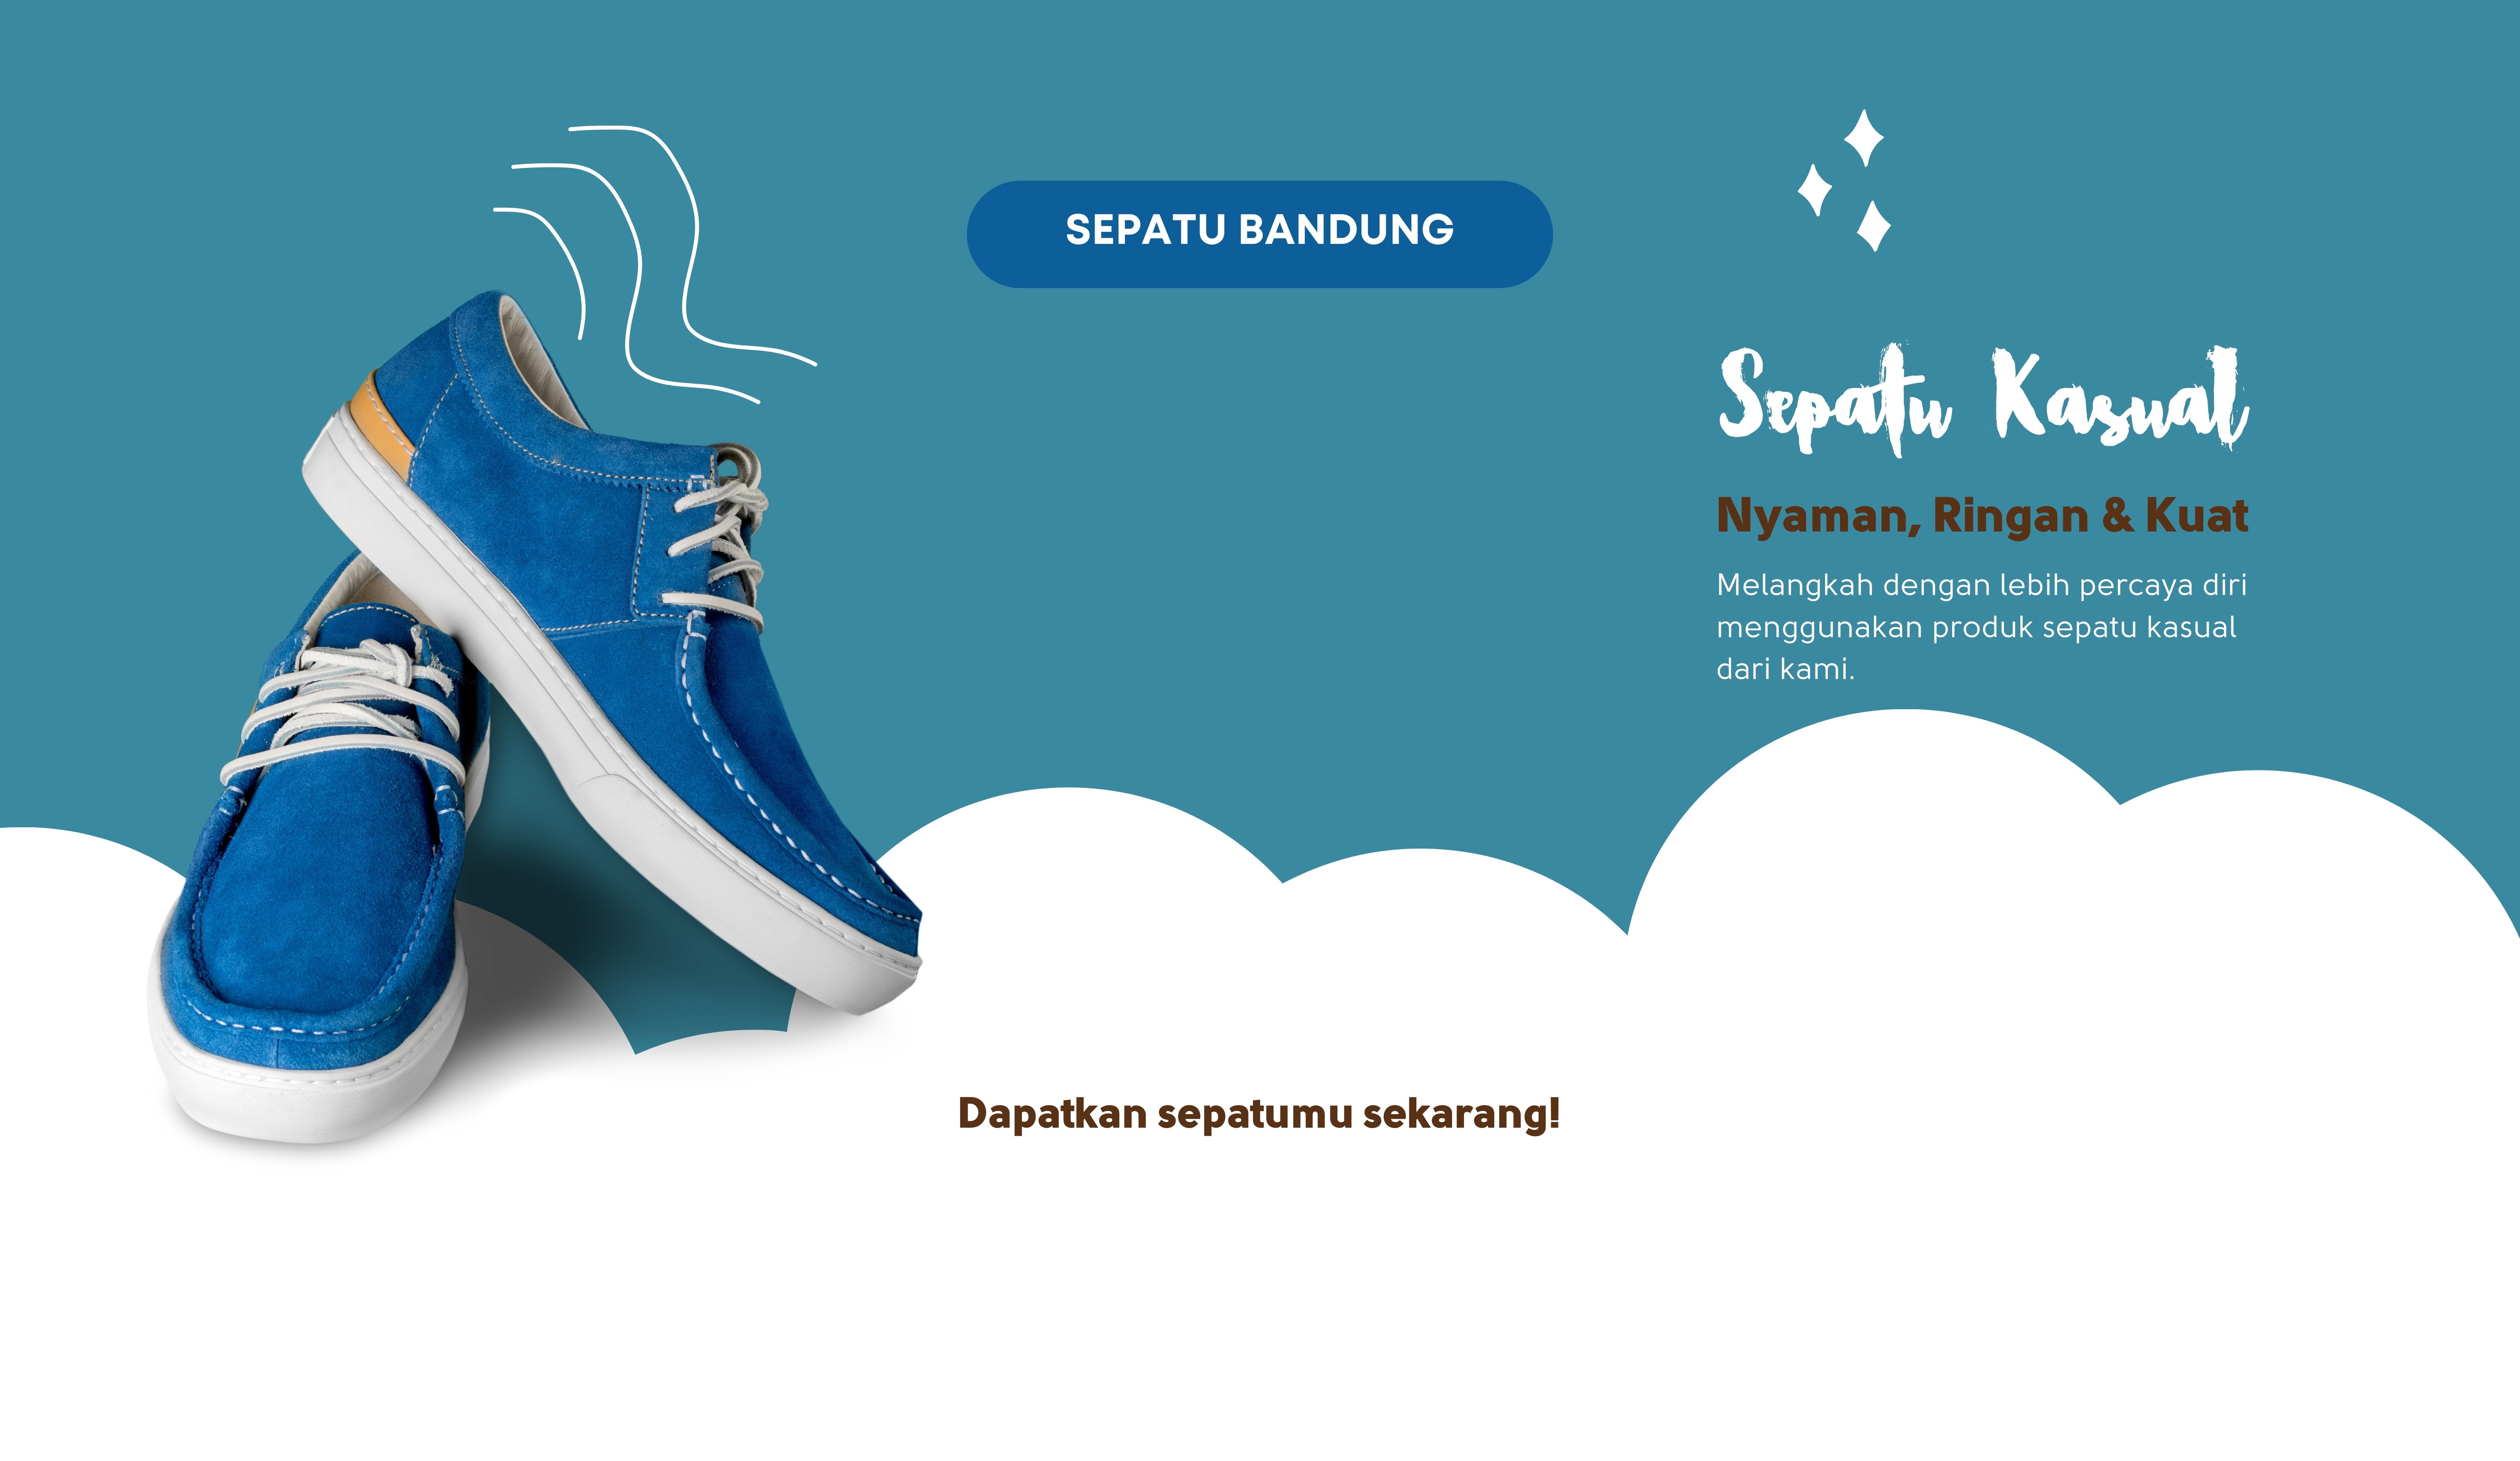 SEPATU BANDUNG
Sepatu Kasual
Nyaman, Ringan & Kuat
Melangkah dengan lebih percaya diri
menggunakan produk sepatu kasual
dari kami.
Dapatkan sepatumu sekarang!